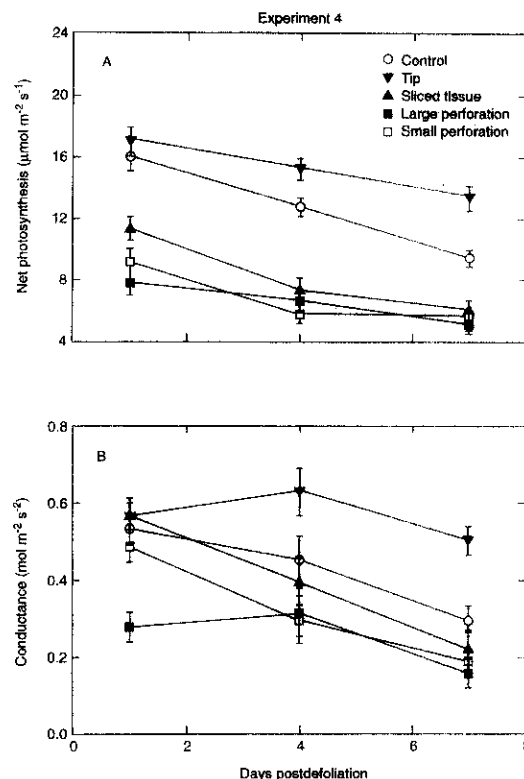 Experiment 4
24
20
16
12
8
4
Net photosynthesis (μmol m⁻² s⁻¹)
A
Control
Tip
Sliced tissue
Large perforation
Small perforation
0.8
0.6
0.4
0.2
0.0
Conductance (mol m⁻² s⁻²)
B
0
2
4
6
8
Days postdefoliation